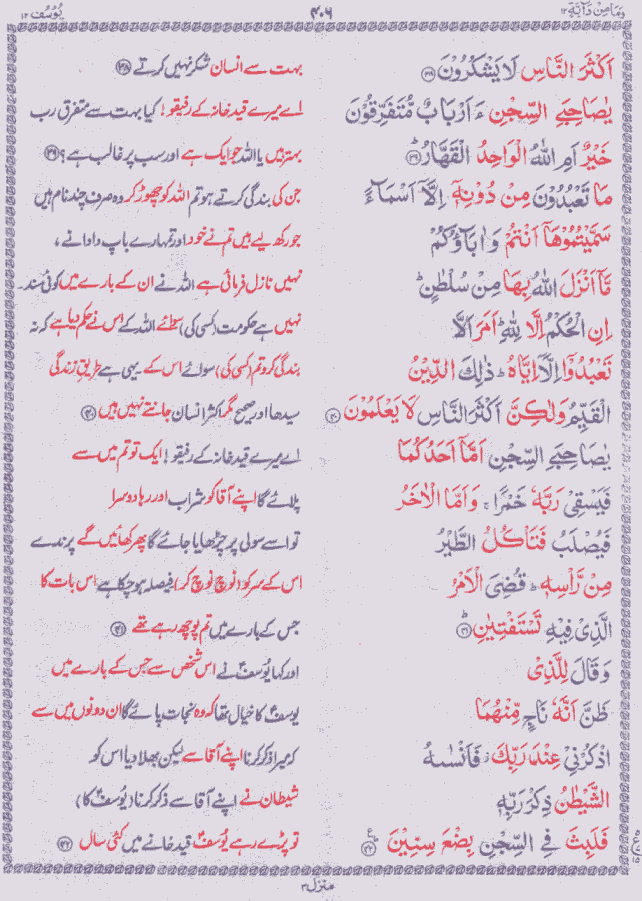 وما من دآبة ١٢
٤٠٦
يوسف ١٢
اَكْثَرَ النَّاسِ لَا يَشْكُرُوْنَ ﴿۳۸﴾ بہت سے انسان شکر نہیں کرتے ﴿۳۸﴾
يٰصَاحِبَيِ السِّجْنِ ءَاَرْبَابٌ مُّتَفَرِّقُوْنَ اے میرے قید خانہ کے رفیقو! کیا بہت سے متفرق رب
خَيْرٌ اَمِ اللّٰهُ الْوَاحِدُ الْقَهَّارُ ﴿۳۹﴾ بہتر ہیں یا اللہ جو ایک ہے اور سب پر غالب ہے؟ ﴿۳۹﴾
مَا تَعْبُدُوْنَ مِنْ دُوْنِهٖۤ اِلَّاۤ اَسْمَآءً جن کی بندگی کرتے ہو تم اللہ کو چھوڑ کر وہ صرف چند نام ہیں
سَمَّيْتُمُوْهَاۤ اَنْتُمْ وَاٰبَآؤُكُمْ جو رکھ لیے ہیں تم نے خود اور تمہارے باپ دادا نے،
مَّاۤ اَنْزَلَ اللّٰهُ بِهَا مِنْ سُلْطٰنٍ ؕ نہیں نازل فرمائی ہے اللہ نے ان کے بارے میں کوئی سند۔
اِنِ الْحُكْمُ اِلَّا لِلّٰهِ ؕ اَمَرَ اَلَّا نہیں ہے حکومت (کسی کی) سوائے اللہ کے اس نے حکم دیا ہے کہ نہ
تَعْبُدُوْۤا اِلَّاۤ اِيَّاهُ ؕ ذٰلِكَ الدِّيْنُ بندگی کرو تم (کسی کی) سوائے اس کے یہی ہے طریقِ زندگی
الْقَيِّمُ وَلٰكِنَّ اَكْثَرَ النَّاسِ لَا يَعْلَمُوْنَ ﴿۴۰﴾ سیدھا اور صحیح مگر اکثر انسان جانتے نہیں ہیں ﴿۴۰﴾
يٰصَاحِبَيِ السِّجْنِ اَمَّاۤ اَحَدُكُمَا اے میرے قید خانہ کے رفیقو! ایک تو تم میں سے
فَيَسْقِيْ رَبَّهٗ خَمْرًا ۚ وَاَمَّا الْاٰخَرُ پلائے گا اپنے آقا کو شراب اور رہا دوسرا
فَيُصْلَبُ فَتَاْكُلُ الطَّيْرُ تو اسے سولی پر چڑھایا جائے گا پھر کھائیں گے پرندے
مِنْ رَّاْسِهٖ ؕ قُضِيَ الْاَمْرُ اس کے سر کو (نوچ نوچ کر) فیصلہ ہو چکا ہے اس بات کا
الَّذِيْ فِيْهِ تَسْتَفْتِيٰنِ ﴿۴۱﴾ جس کے بارے میں تم پوچھ رہے تھے ﴿۴۱﴾
وَقَالَ لِلَّذِيْ اور کہا یوسفؑ نے اس شخص سے جس کے بارے میں
ظَنَّ اَنَّهٗ نَاجٍ مِّنْهُمَا یوسفؑ کا خیال تھا کہ وہ نجات پائے گا ان دونوں میں سے
اذْكُرْنِيْ عِنْدَ رَبِّكَ ؗ فَاَنْسٰىهُ کہ میرا ذکر کرنا اپنے آقا سے لیکن بھلا دیا اس کو
الشَّيْطٰنُ ذِكْرَ رَبِّهٖ شیطان نے اپنے آقا سے ذکر کرنا (یوسفؑ کا)
فَلَبِثَ فِي السِّجْنِ بِضْعَ سِنِيْنَ ﴿۴۲﴾ تو پڑے رہے یوسفؑ قید خانے میں کئی سال ﴿۴۲﴾
منزل ٣